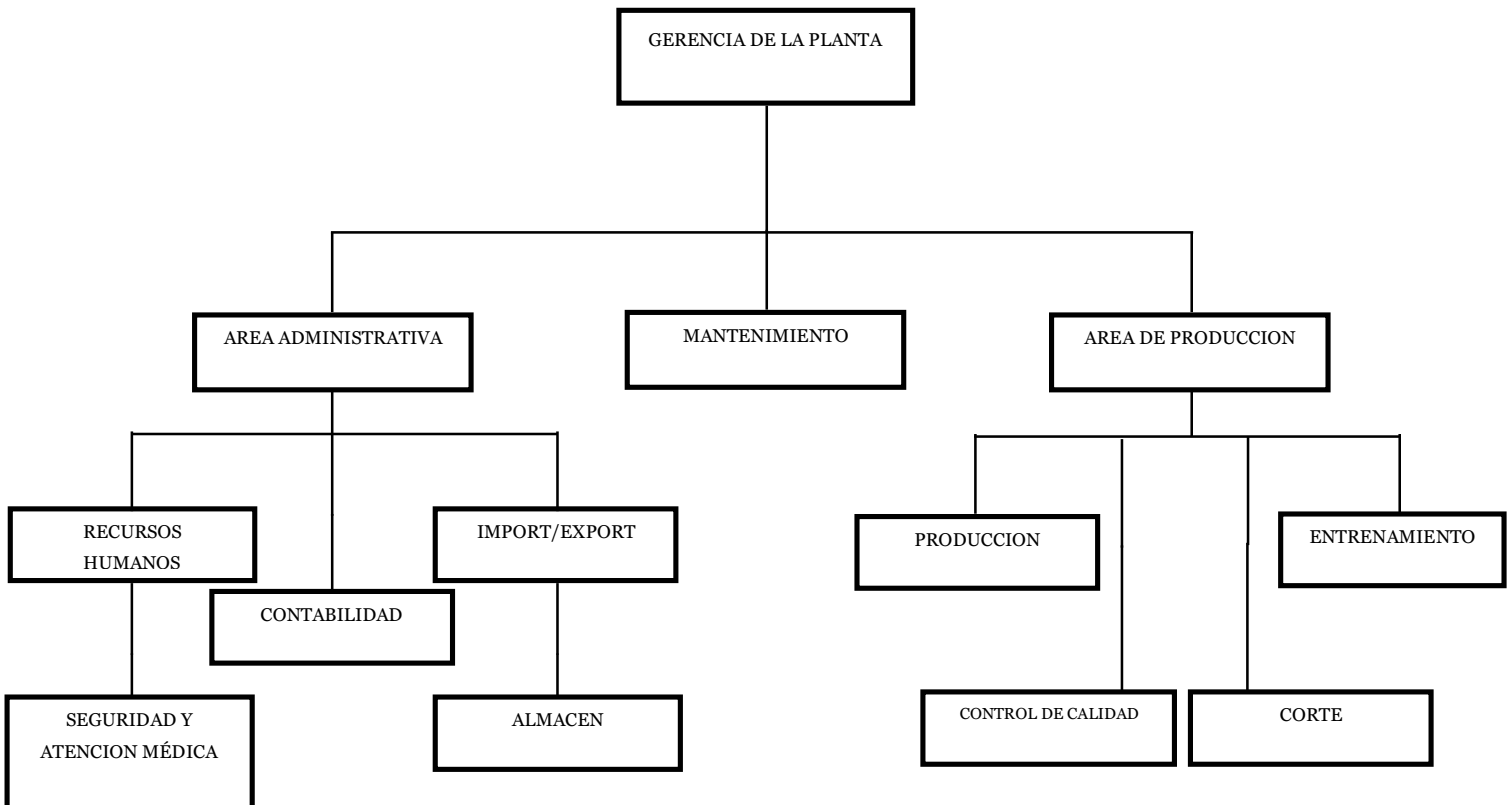 GERENCIA DE LA PLANTA
AREA ADMINISTRATIVA
MANTENIMIENTO
AREA DE PRODUCCION
RECURSOS
HUMANOS
IMPORT/EXPORT
PRODUCCION
ENTRENAMIENTO
CONTABILIDAD
SEGURIDAD Y
ATENCION MÉDICA
ALMACEN
CONTROL DE CALIDAD
CORTE